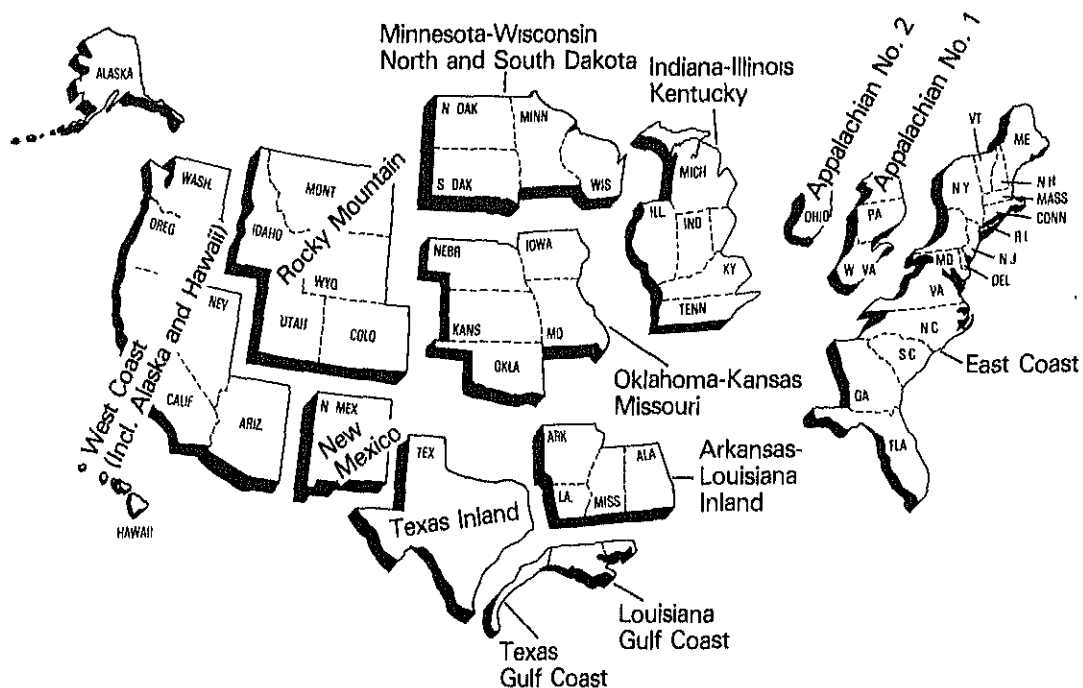 ALASKA
Minnesota-Wisconsin
North and South Dakota
Indiana-Illinois
Kentucky
Appalachian No. 2
Appalachian No. 1
N DAK
MINN
S DAK
WIS
MICH
ILL
IND
KY
TENN
OHIO
PA
W VA
VT
ME
NY
N H
MASS
CONN
R I
N J
DEL
MD
VA
N C
S C
GA
FLA
East Coast
WASH.
OREG
NEV
CALIF
ARIZ
West Coast
(Incl. Alaska and Hawaii)
HAWAII
MONT
IDAHO
WYO
UTAH
COLO
Rocky Mountain
NEBR
IOWA
KANS
MO
OKLA
Oklahoma-Kansas
Missouri
N MEX
New
Mexico
TEX
Texas Inland
ARK
LA.
MISS
ALA
Arkansas-
Louisiana
Inland
Louisiana
Gulf Coast
Texas
Gulf Coast